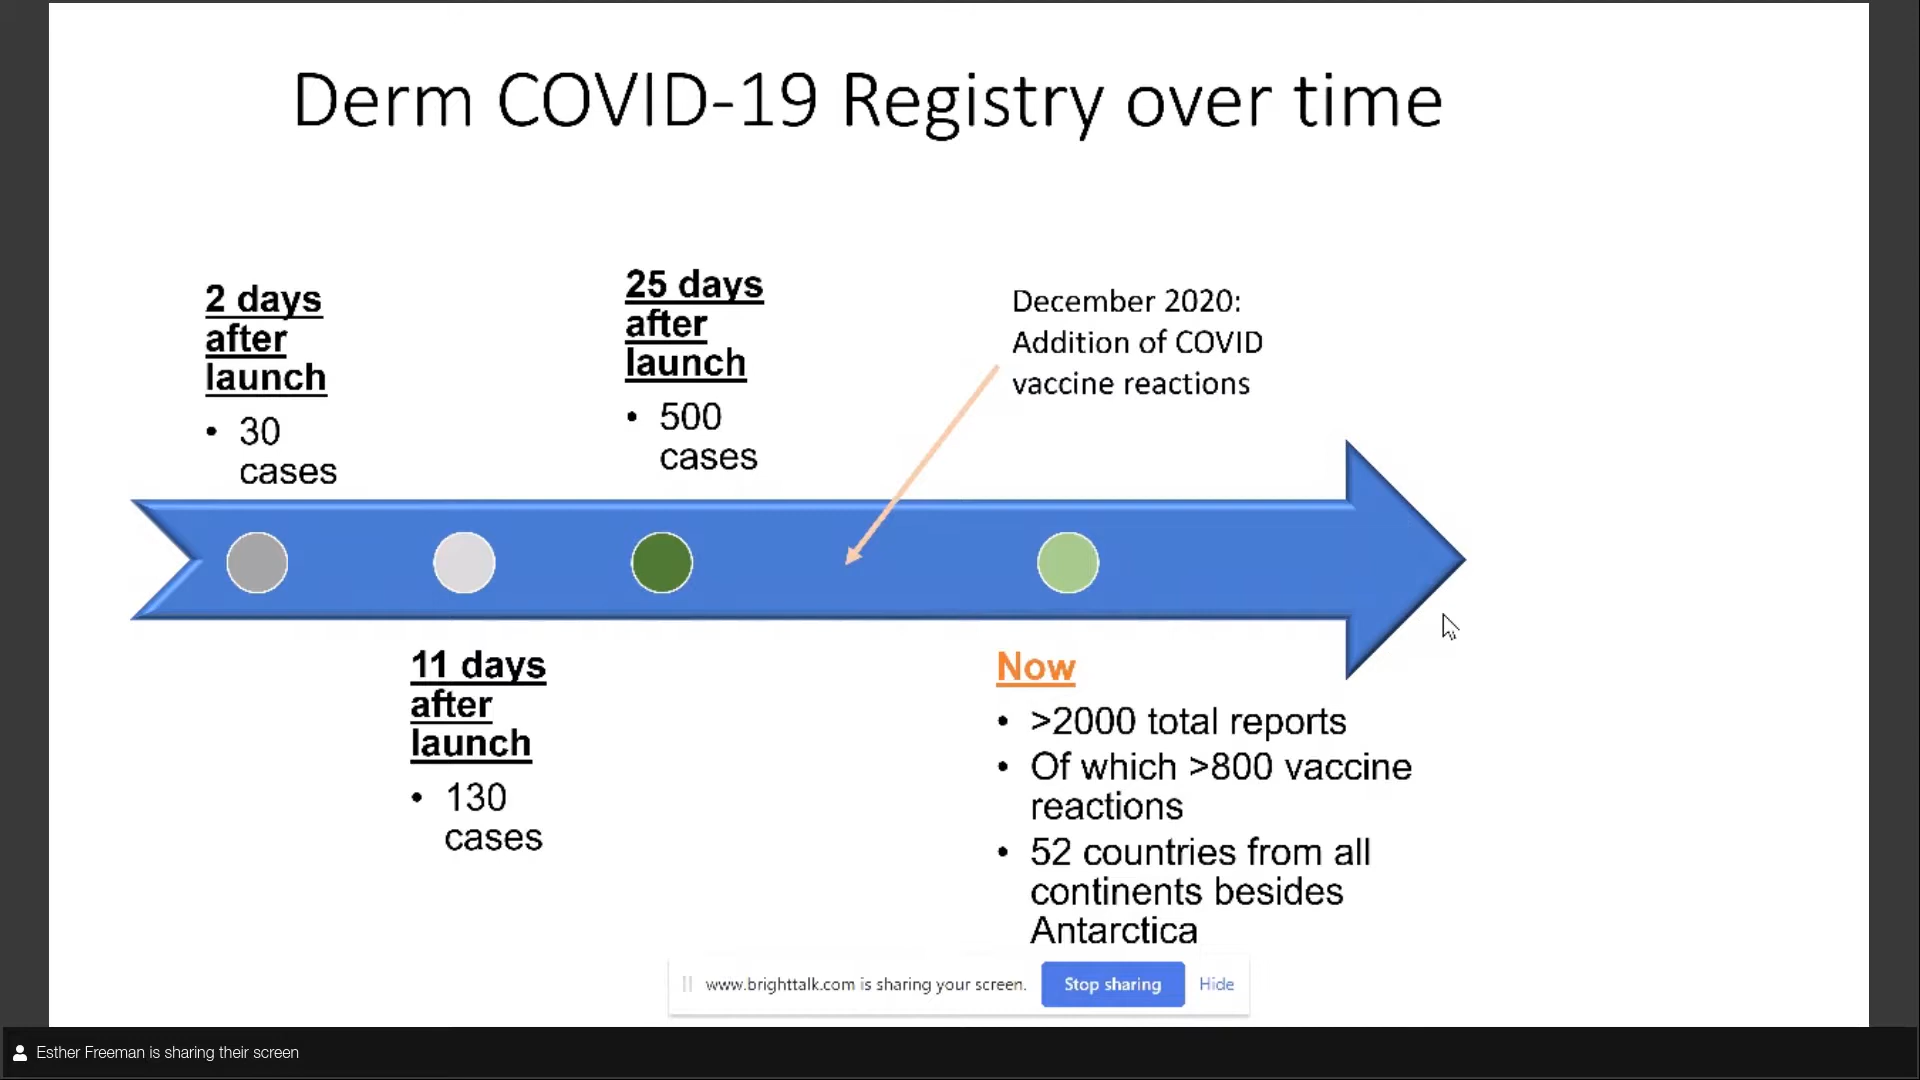 Derm COVID-19 Registry over time
2 days
after
launch
• 30
cases
25 days
after
launch
• 500
cases
December 2020:
Addition of COVID
vaccine reactions
11 days
after
launch
• 130
cases
Now
• >2000 total reports
• Of which >800 vaccine
reactions
• 52 countries from all
continents besides
Antarctica
www.brighttalk.com is sharing your screen. Stop sharing Hide
Esther Freeman is sharing their screen